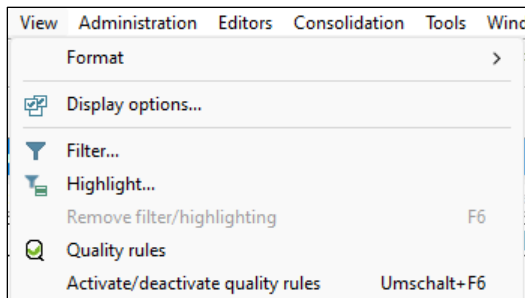 View Administration Editors Consolidation Tools
Format
Display options...
Filter...
Highlight...
Remove filter/highlighting F6
Quality rules
Activate/deactivate quality rules Umschalt+F6